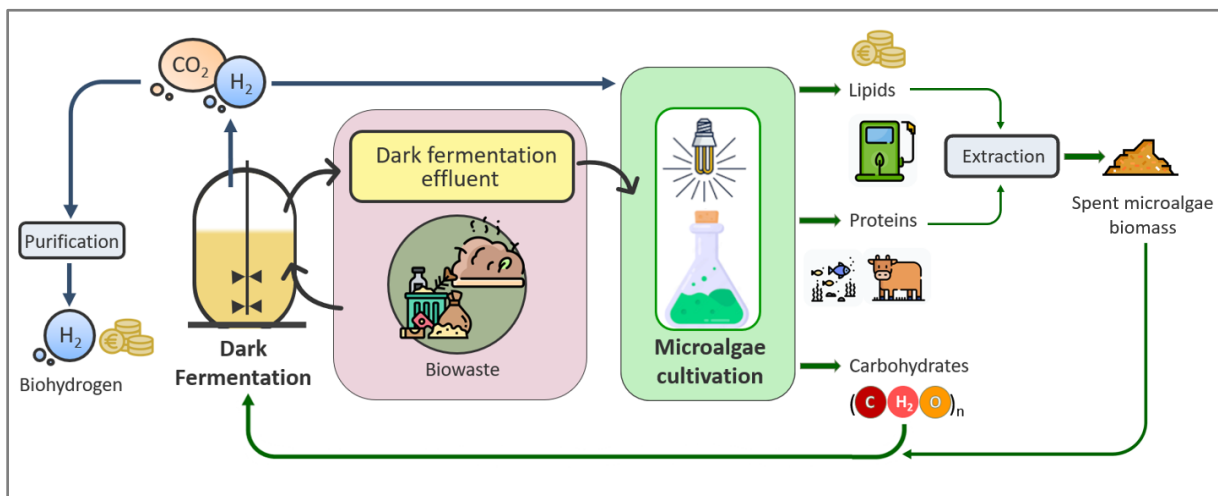 CO2
H2
Lipids
Dark fermentation
effluent
Extraction
Spent microalgae
biomass
Purification
Proteins
H2
Biohydrogen
Dark
Fermentation
Biowaste
Microalgae
cultivation
Carbohydrates
(C H2 O)n
€
€